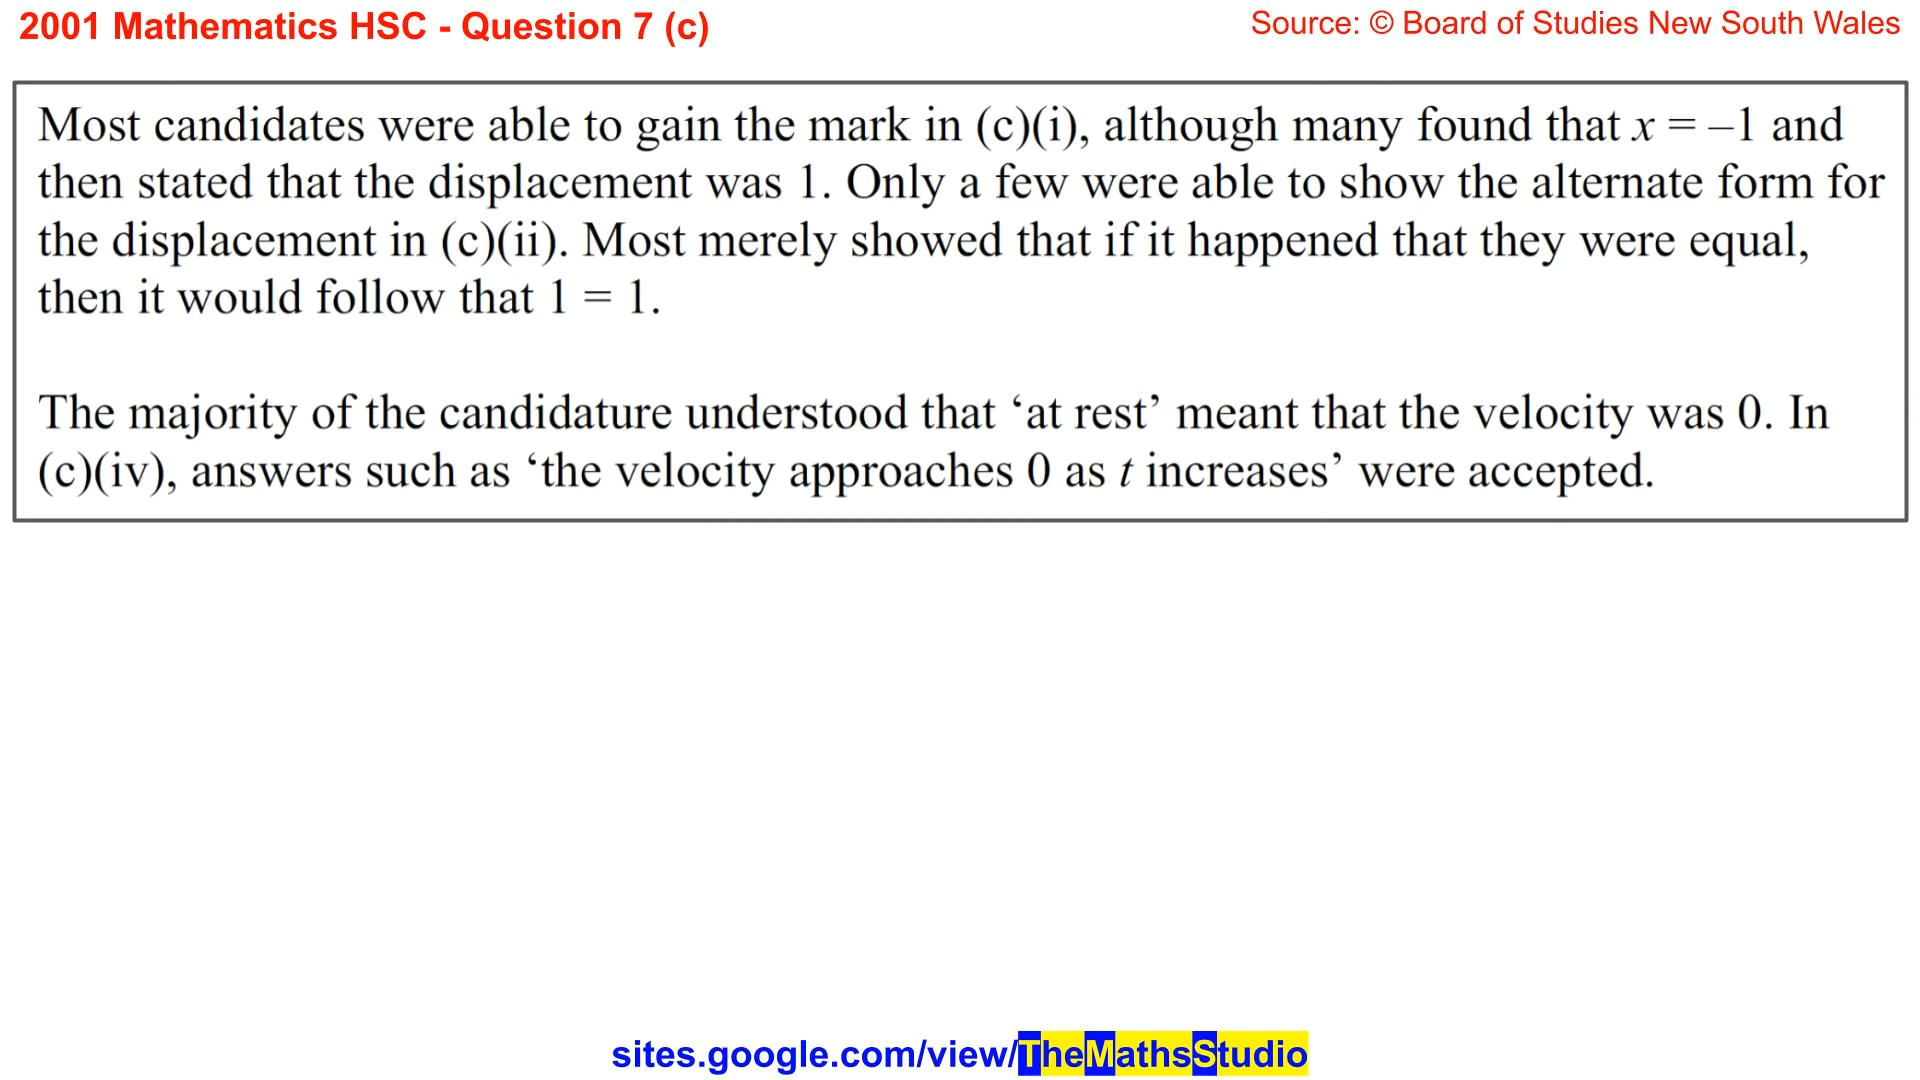 2001 Mathematics HSC - Question 7 (c)
Source: © Board of Studies New South Wales
Most candidates were able to gain the mark in (c)(i), although many found that x = –1 and
then stated that the displacement was 1. Only a few were able to show the alternate form for
the displacement in (c)(ii). Most merely showed that if it happened that they were equal,
then it would follow that 1 = 1.
The majority of the candidature understood that ‘at rest’ meant that the velocity was 0. In
(c)(iv), answers such as ‘the velocity approaches 0 as t increases’ were accepted.
sites.google.com/view/TheMathsStudio